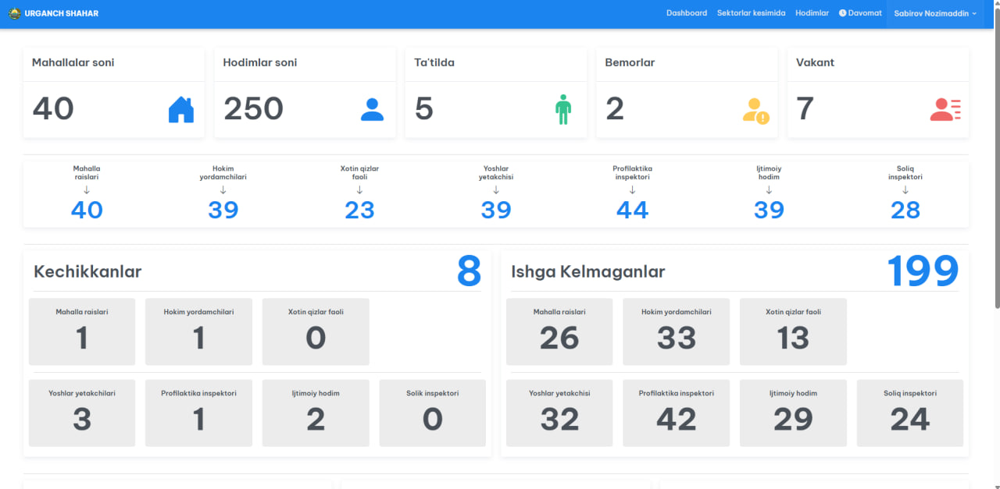 URGANCH SHAHAR
Dashboard Sektorlar kesimida Hodimlar Davomat Sabirov Nozimaddin
Mahallalar soni
40
Hodimlar soni
250
Ta'tilda
5
Bemorlar
2
Vakant
7
Mahalla
raislari
40
Hokim
yordamchilari
39
Xotin qizlar
faoli
23
Yoshlar
yetakchisi
39
Profilaktika
inspektori
44
Ijtimoiy
hodim
39
Soliq
inspektori
28
Kechikkanlar 8
Mahalla raislari
1
Hokim yordamchilari
1
Xotin qizlar faoli
0
Yoshlar yetakchilari
3
Profilaktika inspektori
1
Ijtimoiy hodim
2
Solik inspektori
0
Ishga Kelmaganlar 199
Mahalla raislari
26
Hokim yordamchilari
33
Xotin qizlar faoli
13
Yoshlar yetakchisi
32
Profilaktika inspektori
42
Ijtimoiy hodim
29
Soliq inspektori
24